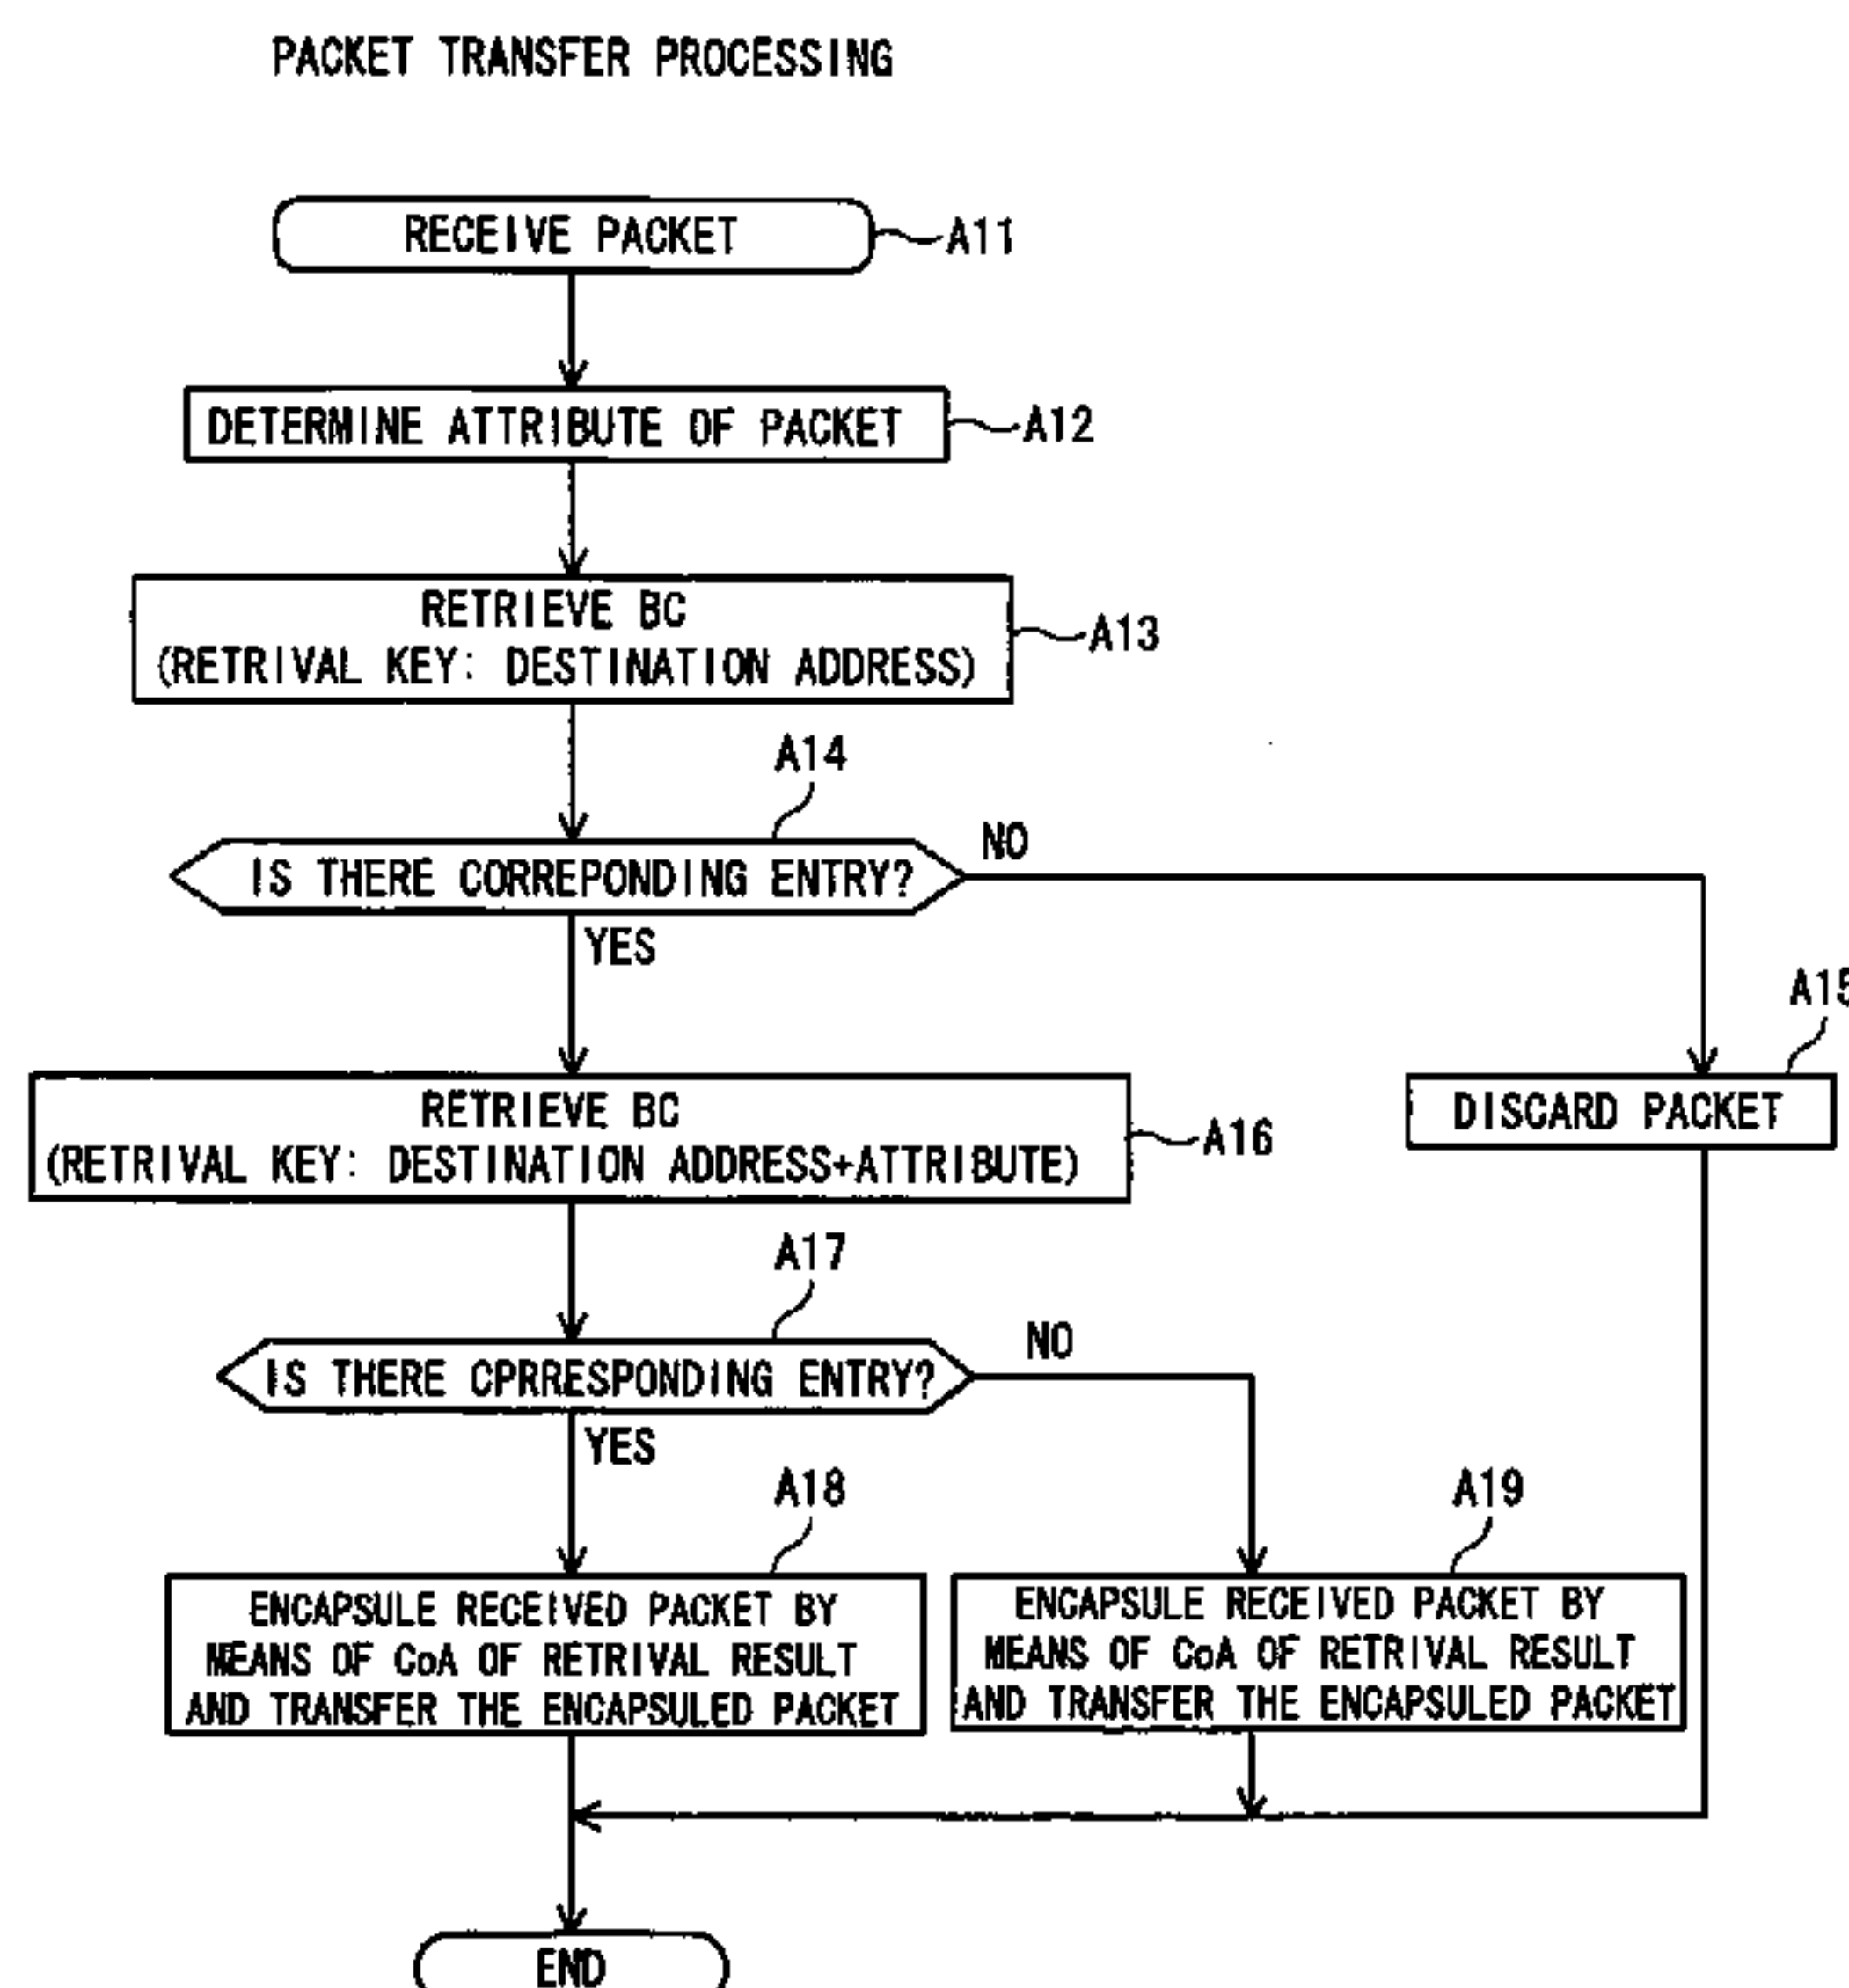 PACKET TRANSFER PROCESSING
RECEIVE PACKET
A11
DETERMINE ATTRIBUTE OF PACKET
A12
RETRIEVE BC
(RETRIVAL KEY: DESTINATION ADDRESS)
A13
A14
IS THERE CORREPONDING ENTRY?
NO
YES
A15
RETRIEVE BC
(RETRIVAL KEY: DESTINATION ADDRESS+ATTRIBUTE)
A16
DISCARD PACKET
A17
IS THERE CPRRESPONDING ENTRY?
NO
YES
A18
A19
ENCAPSULE RECEIVED PACKET BY
MEANS OF CoA OF RETRIVAL RESULT
AND TRANSFER THE ENCAPSULED PACKET
ENCAPSULE RECEIVED PACKET BY
MEANS OF CoA OF RETRIVAL RESULT
AND TRANSFER THE ENCAPSULED PACKET
END